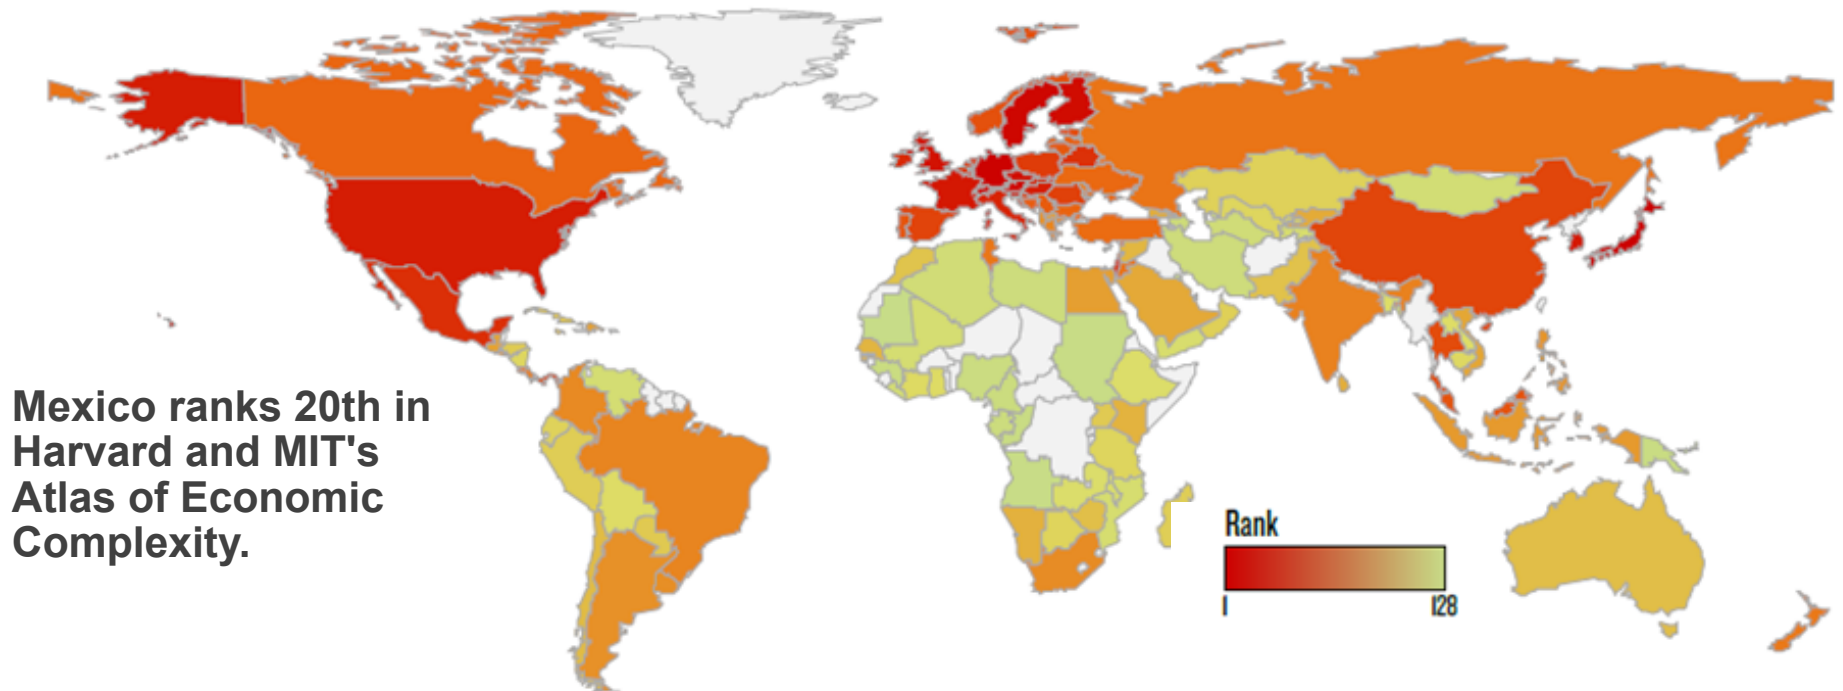 Mexico ranks 20th in
Harvard and MIT's
Atlas of Economic
Complexity.
Rank
1 128